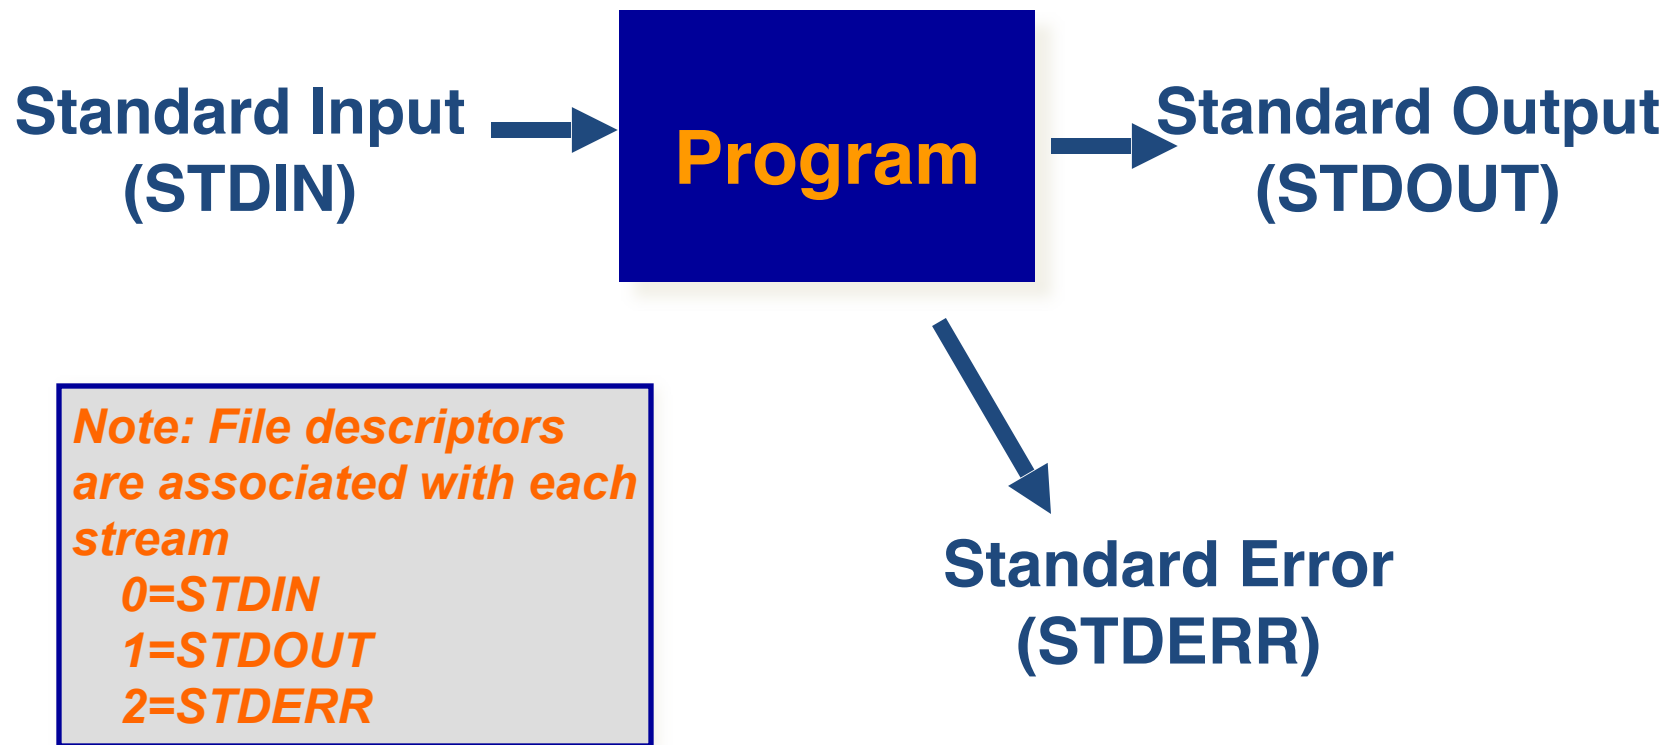 Standard Input
(STDIN)
Program
Standard Output
(STDOUT)
Note: File descriptors
are associated with each
stream
0=STDIN
1=STDOUT
2=STDERR
Standard Error
(STDERR)